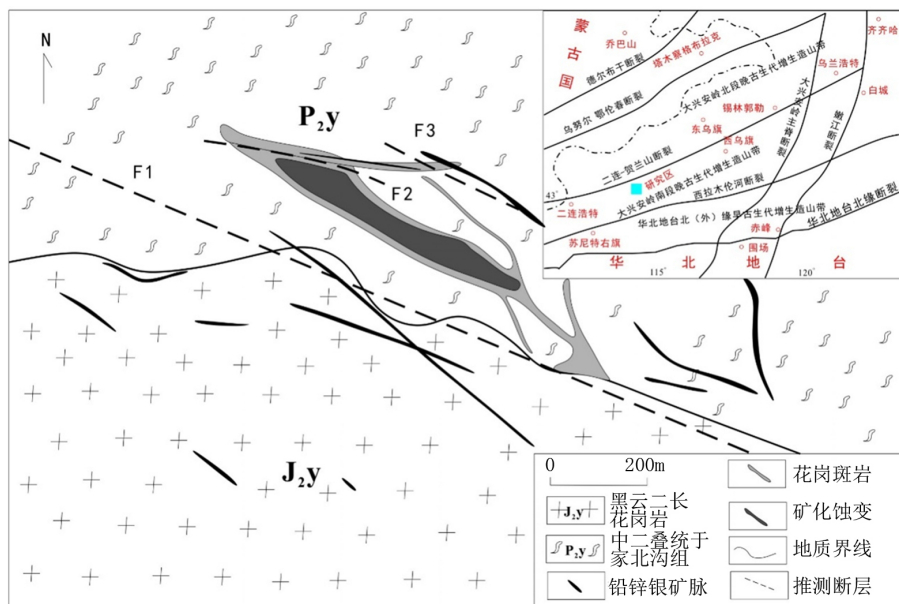 N
P₂y
F3
F1
F2
J₂y
蒙
古
国
乔巴山
塔木察格布拉克
齐齐哈
德尔布干断裂
乌兰浩特
大兴安岭北段晚古生代增生造山带
白城
乌努尔 鄂伦春断裂
锡林郭勒
大兴安岭主脊断裂
嫩江断裂
东乌旗
西乌旗
二连-贺兰山断裂
研究区
大兴安岭南段晚古生代增生造山带
43°
西拉木伦河断裂
二连浩特
华北地台北(外)缘早古生代增生造山带
华北地台北缘断裂
赤峰
苏尼特右旗
围场
华 北 地 台
115°
120°
0 200m
J₂y 黑云二长
花岗岩
P₂y 中二叠统于
家北沟组
铅锌银矿脉
花岗斑岩
矿化蚀变
地质界线
推测断层